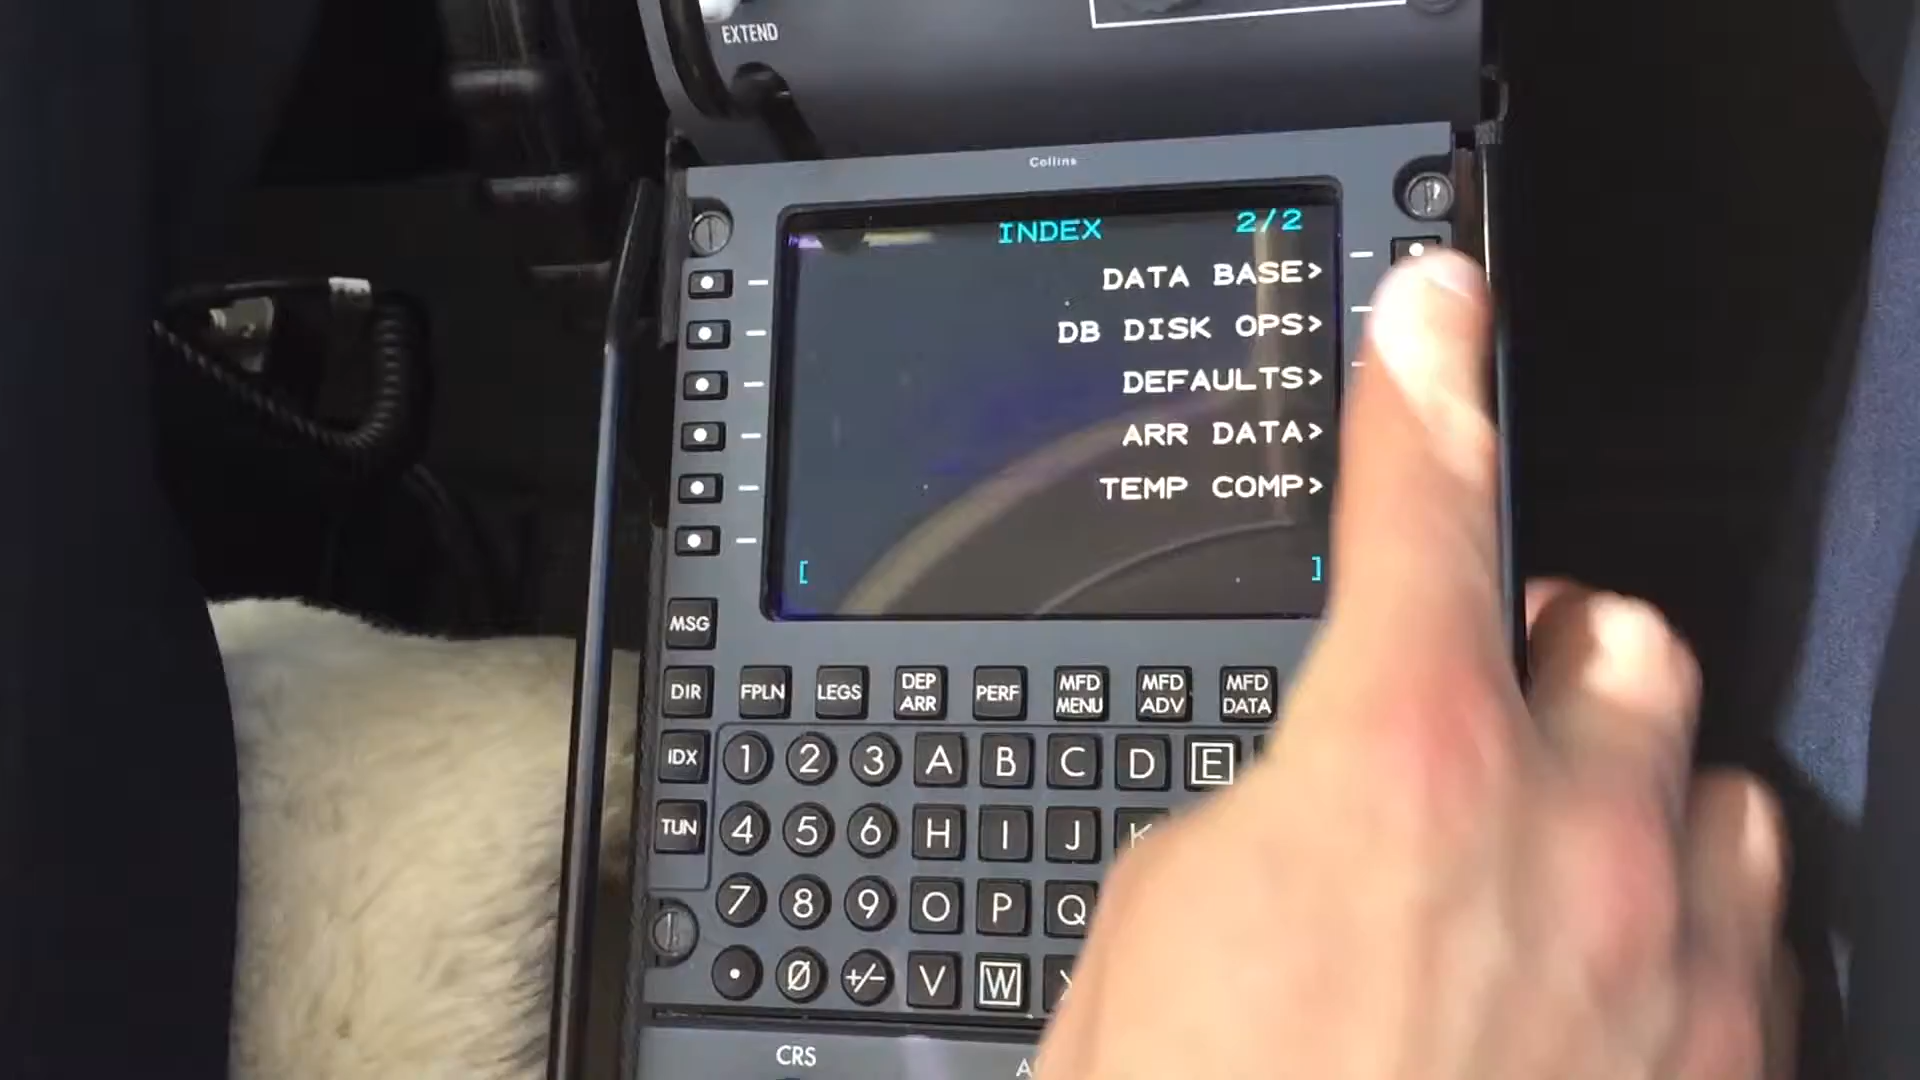 EXTEND
Collins
INDEX 2/2
DATA BASE>
DB DISK OPS>
DEFAULTS>
ARR DATA>
TEMP COMP>
[ ]
MSG
DIR FPLN LEGS DEP ARR PERF MFD MENU MFD ADV MFD DATA
IDX 1 2 3 A B C D E
TUN 4 5 6 H I J K
7 8 9 O P Q
. Ø +/- V W X
CRS